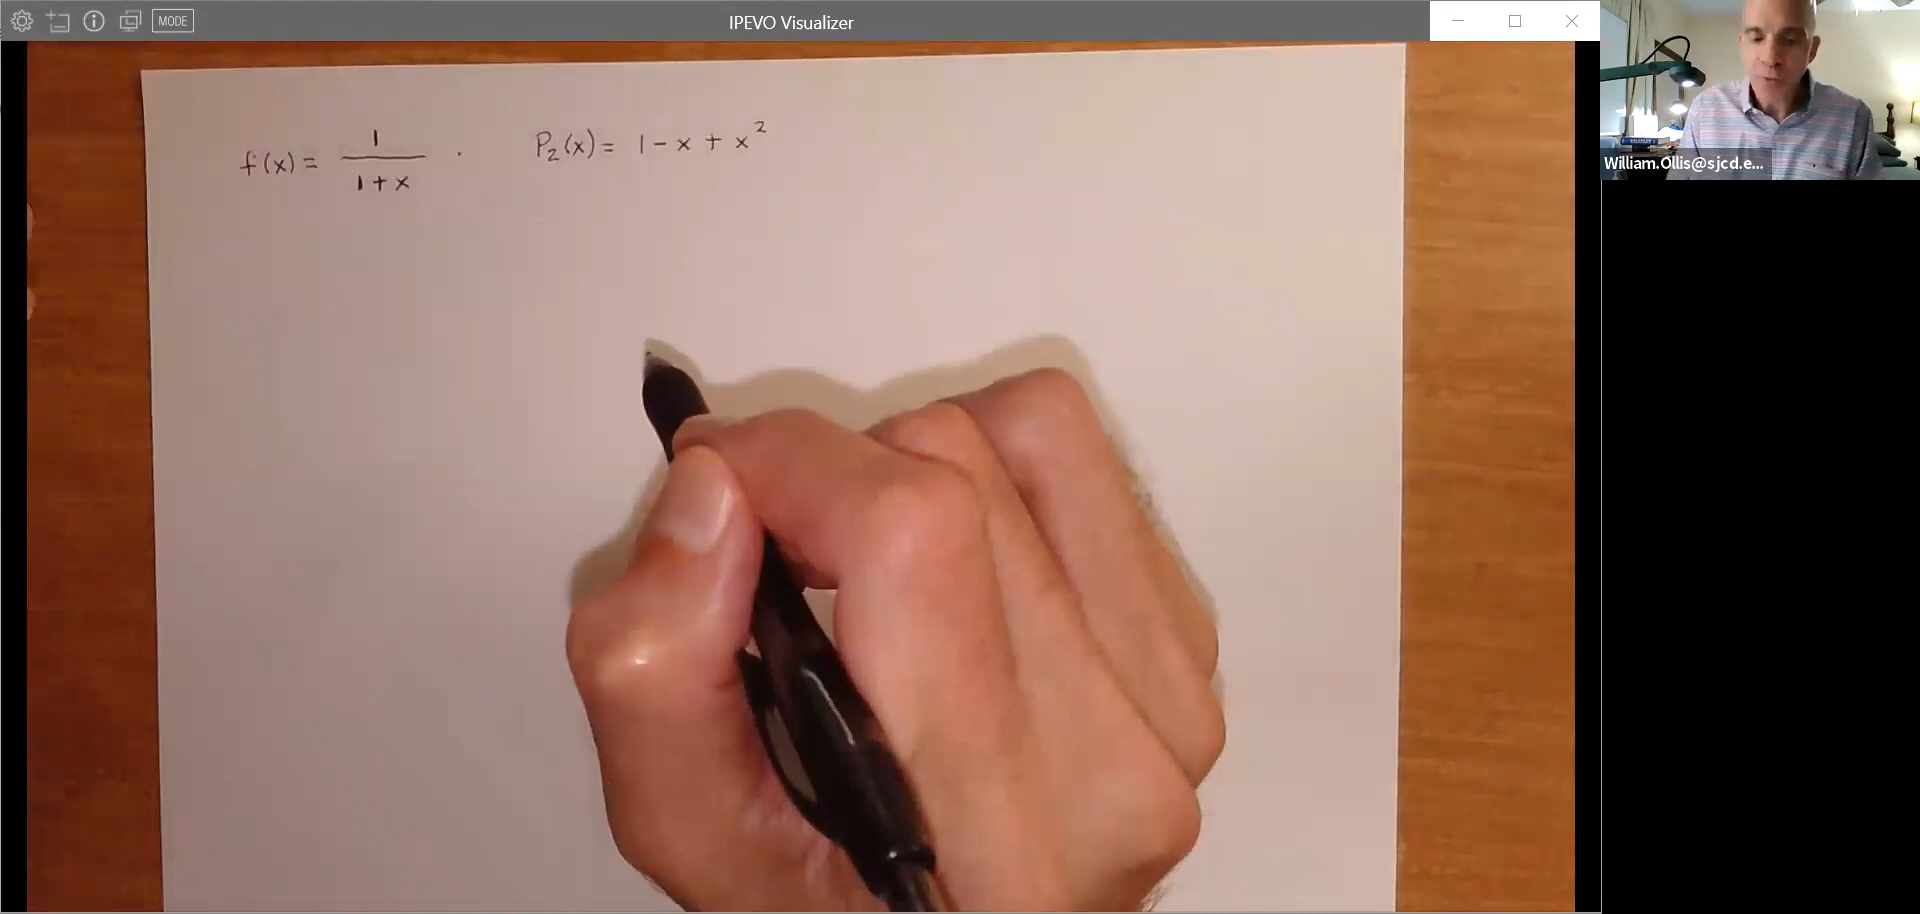 MODE
IPEVO Visualizer
f(x) = 1/(1+x) .
P₂(x) = 1 - x + x²
William.Ollis@sjcd.e...